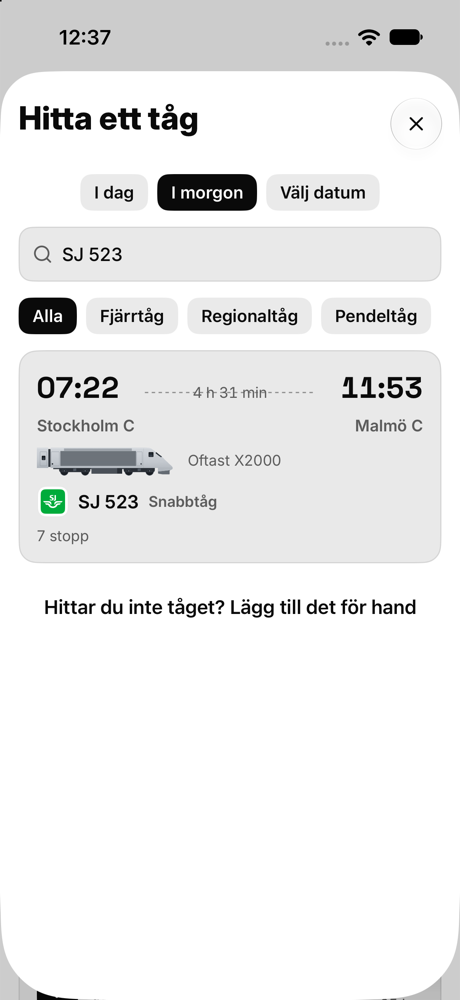 12:37
Hitta ett tåg
I dag
I morgon
Välj datum
SJ 523
Alla
Fjärrtåg
Regionaltåg
Pendeltåg
07:22
4 h 31 min
11:53
Stockholm C
Malmö C
Oftast X2000
SJ
SJ 523 Snabbtåg
7 stopp
Hittar du inte tåget? Lägg till det för hand